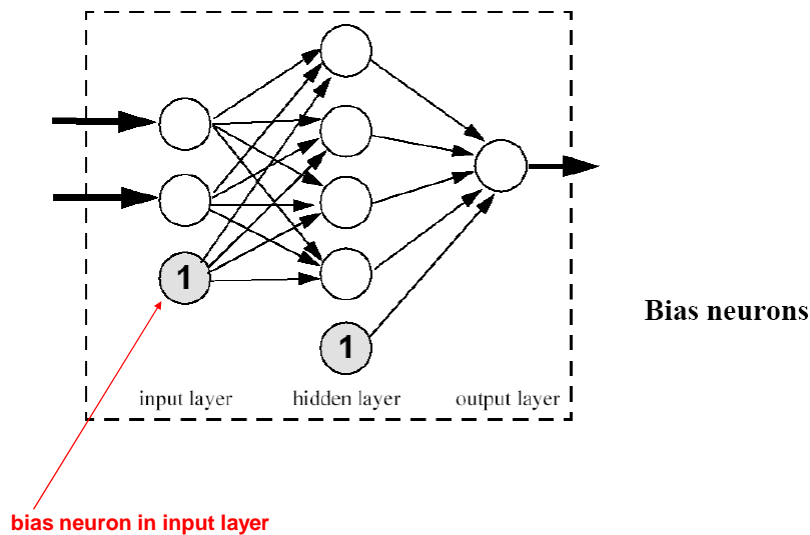 1
Bias neurons
1
input layer
hidden layer
output layer
bias neuron in input layer